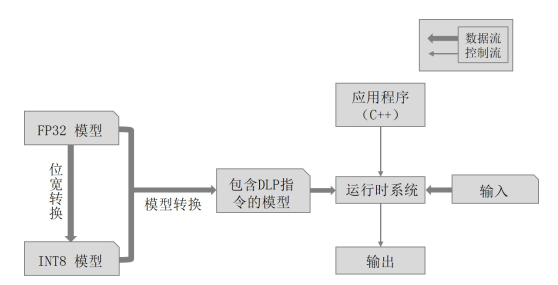 数据流
控制流
应用程序
（C++）
FP32 模型
位宽转换
模型转换
包含DLP指
令的模型
运行时系统
输入
INT8 模型
输出